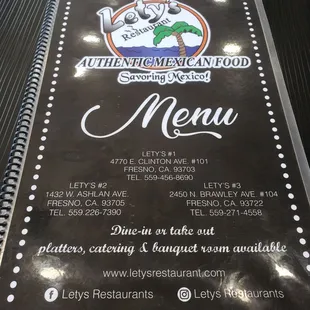 Lety's
Restaurant
AUTHENTIC MEXICAN FOOD
Savoring Mexico!
Menu
LETY'S #1
4770 E. CLINTON AVE. #101
FRESNO, CA. 93703
TEL. 559-456-8690
LETY'S #2
1432 W. ASHLAN AVE.
FRESNO, CA. 93705
TEL. 559.226-7390
LETY'S #3
2450 N. BRAWLEY AVE. #104
FRESNO, CA. 93722
TEL. 559-271-4558
Dine-in or take out
platters, catering & banquet room available
www.letysrestaurant.com
Letys Restaurants
Letys Restaurants